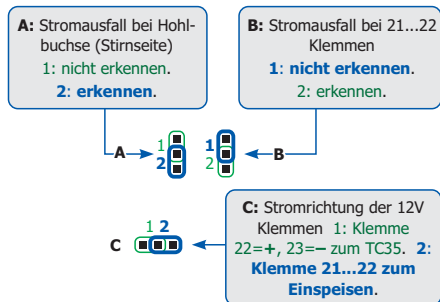 A: Stromausfall bei Hohl-
buchse (Stirnseite)
1: nicht erkennen.
2: erkennen.
B: Stromausfall bei 21...22
Klemmen
1: nicht erkennen.
2: erkennen.
A
1
2
1
2
B
1 2
C
C: Stromrichtung der 12V
Klemmen 1: Klemme
22=+, 23=− zum TC35. 2:
Klemme 21...22 zum
Einspeisen.